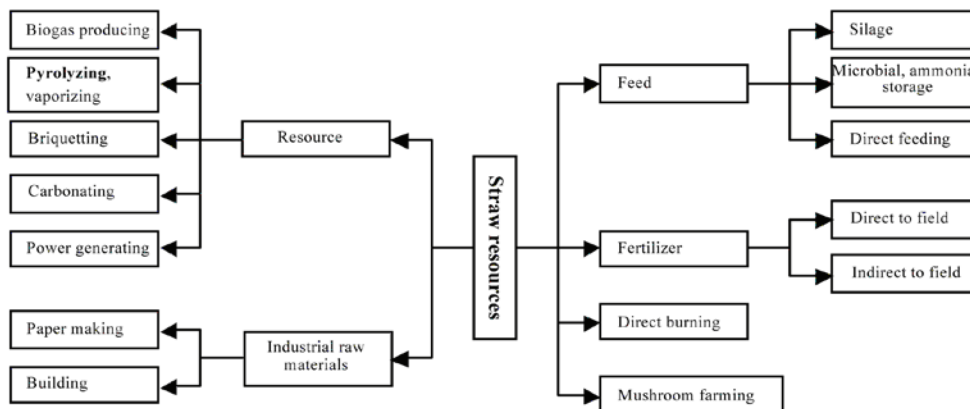 Biogas producing
Pyrolyzing,
vaporizing
Briquetting
Carbonating
Power generating
Paper making
Building
Resource
Industrial raw
materials
Straw resources
Feed
Fertilizer
Direct burning
Mushroom farming
Silage
Microbial, ammonia
storage
Direct feeding
Direct to field
Indirect to field